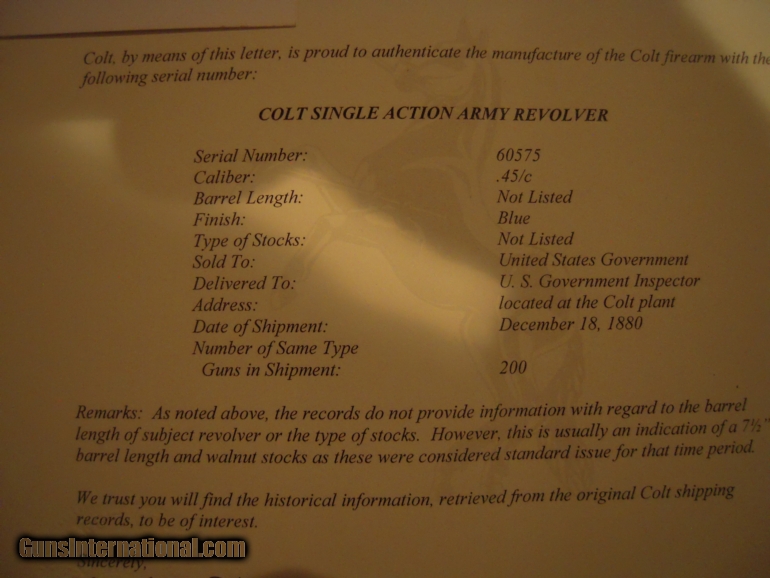 Colt, by means of this letter, is proud to authenticate the manufacture of the Colt firearm with the
following serial number:
COLT SINGLE ACTION ARMY REVOLVER
Serial Number: 60575
Caliber: .45/c
Barrel Length: Not Listed
Finish: Blue
Type of Stocks: Not Listed
Sold To: United States Government
Delivered To: U. S. Government Inspector
Address: located at the Colt plant
Date of Shipment: December 18, 1880
Number of Same Type
Guns in Shipment: 200
Remarks: As noted above, the records do not provide information with regard to the barrel
length of subject revolver or the type of stocks. However, this is usually an indication of a 7½"
barrel length and walnut stocks as these were considered standard issue for that time period.
We trust you will find the historical information, retrieved from the original Colt shipping
records, to be of interest.
Sincerely,
GunsInternational.com